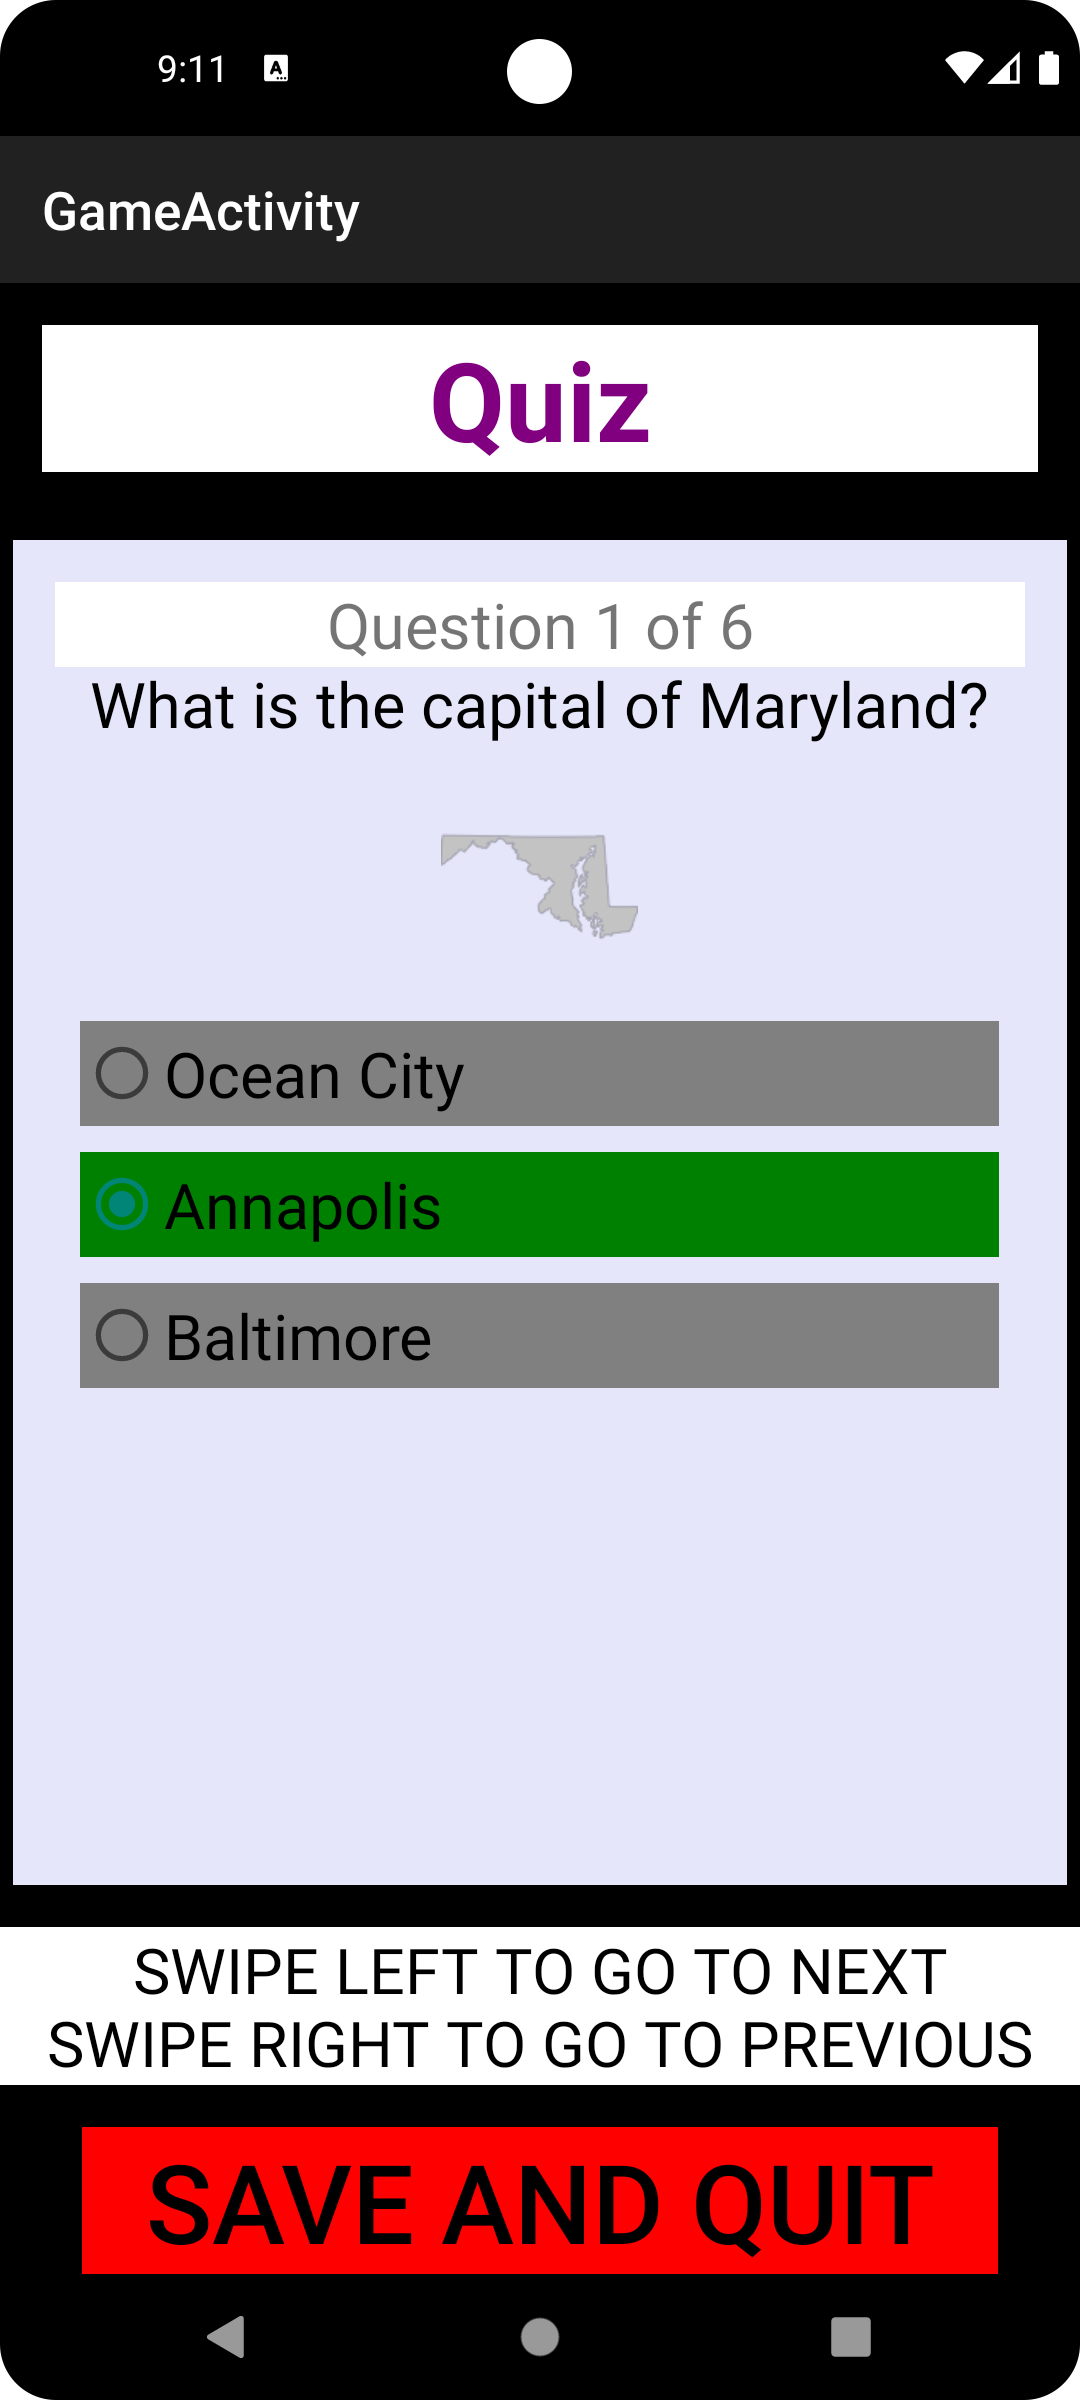 9:11
GameActivity
Quiz
Question 1 of 6
What is the capital of Maryland?
Ocean City
Annapolis
Baltimore
SWIPE LEFT TO GO TO NEXT
SWIPE RIGHT TO GO TO PREVIOUS
SAVE AND QUIT